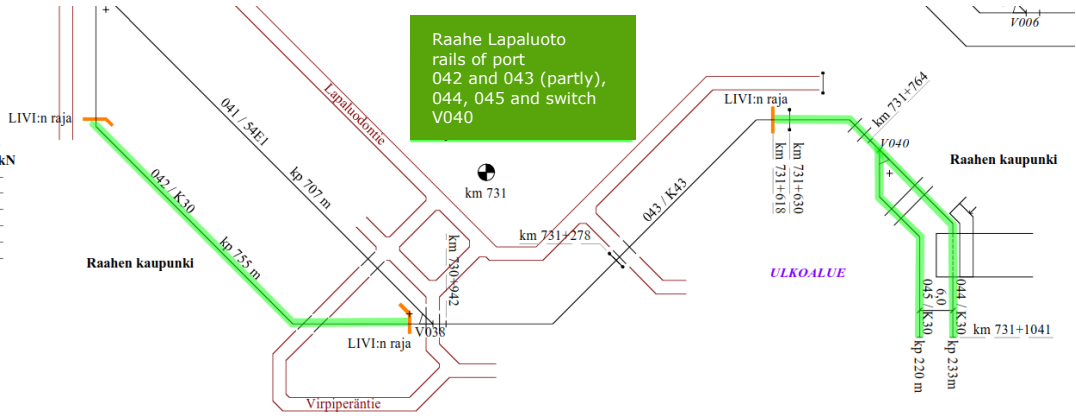 Raahe Lapaluoto
rails of port
042 and 043 (partly),
044, 045 and switch
V040
V006
LIVI:n raja
kN
041 / 54E1
Lapaluodontie
LIVI:n raja
km 731+764
V040
Raahen kaupunki
km 731
km 731+618
km 731+630
042 / K30
kp 707 m
043 / K43
km 731+278
km 730+942
Raahen kaupunki
kp 755 m
ULKOALUE
045 / K30
6.0
044 / K30
V038
LIVI:n raja
km 731+1041
kp 220 m
kp 233m
Virpiperäntie